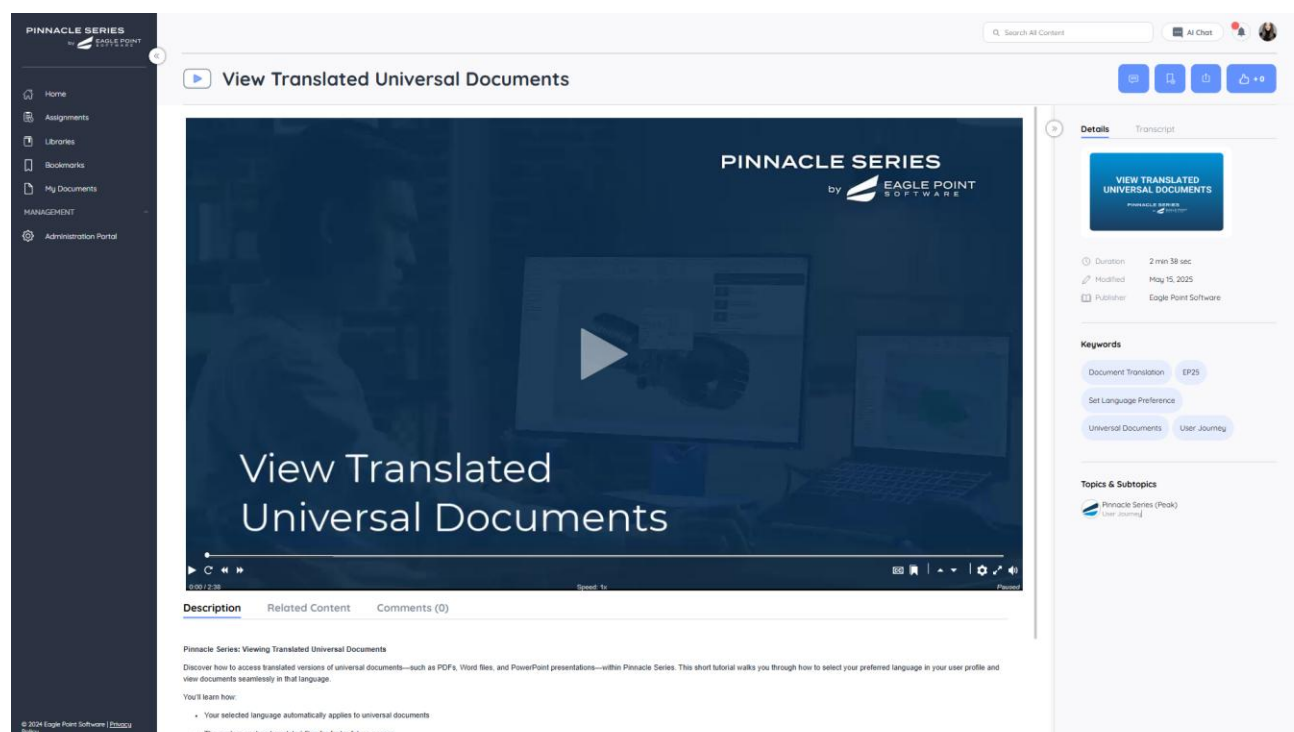 PINNACLE SERIES
by EAGLE POINT
SOFTWARE
Home
Assignments
Libraries
Bookmarks
My Documents
MANAGEMENT
Administration Portal
© 2024 Eagle Point Software | Privacy
Search All Content
AI Chat
View Translated Universal Documents
+0
PINNACLE SERIES
by EAGLE POINT
SOFTWARE
View Translated
Universal Documents
0:00 / 2:38
Speed: 1x
Paused
Description Related Content Comments (0)
Pinnacle Series: Viewing Translated Universal Documents
Discover how to access translated versions of universal documents—such as PDFs, Word files, and PowerPoint presentations—within Pinnacle Series. This short tutorial walks you through how to select your preferred language in your user profile and
view documents seamlessly in that language.
You'll learn how:
• Your selected language automatically applies to universal documents
Details Transcript
VIEW TRANSLATED
UNIVERSAL DOCUMENTS
PINNACLE SERIES
Duration 2 min 38 sec
Modified May 15, 2025
Publisher Eagle Point Software
Keywords
Document Translation EP25
Set Language Preference
Universal Documents User Journey
Topics & Subtopics
Pinnacle Series (Peak)
User Journey